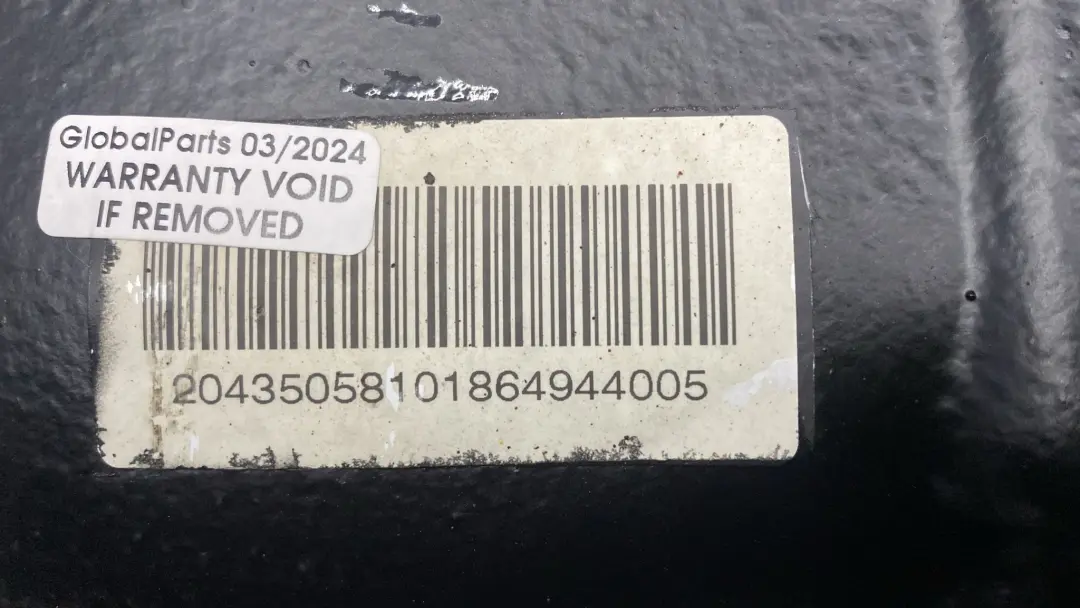 GlobalParts 03/2024
WARRANTY VOID
IF REMOVED
20435058101864944005